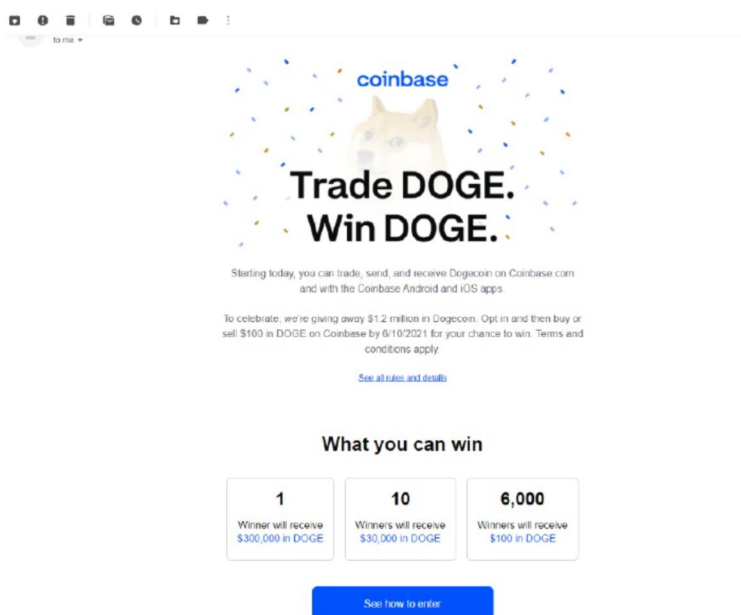 to me
coinbase
Trade DOGE.
Win DOGE.
Starting today, you can trade, send, and receive Dogecoin on Coinbase.com
and with the Coinbase Android and iOS apps.
To celebrate, we're giving away $1.2 million in Dogecoin. Opt in and then buy or
sell $100 in DOGE on Coinbase by 6/10/2021 for your chance to win. Terms and
conditions apply.
See all rules and details
What you can win
1
Winner will receive
$300,000 in DOGE
10
Winners will receive
$30,000 in DOGE
6,000
Winners will receive
$100 in DOGE
See how to enter